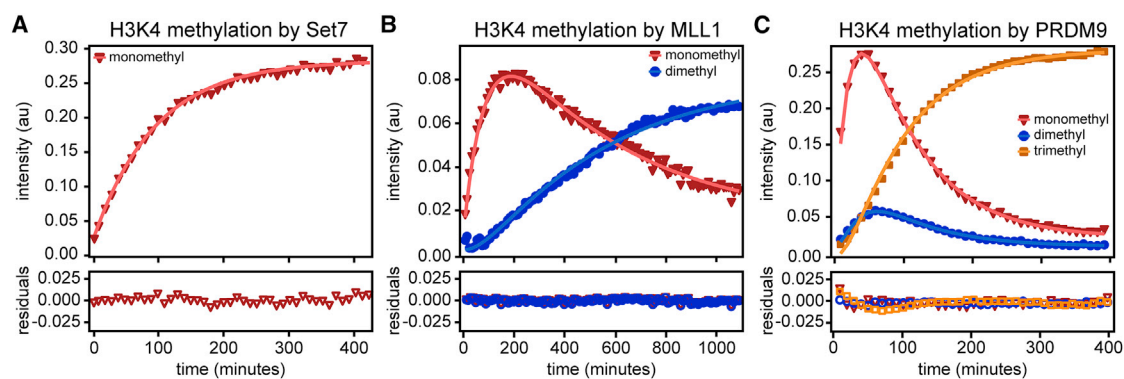 A
H3K4 methylation by Set7
intensity (au)
0.30
0.25
0.20
0.15
0.10
0.05
0.00
monomethyl
residuals
0.025
0.000
-0.025
0 100 200 300 400
time (minutes)
B
H3K4 methylation by MLL1
intensity (au)
0.08
0.06
0.04
0.02
0.00
monomethyl
dimethyl
residuals
0.025
0.000
-0.025
0 200 400 600 800 1000
time (minutes)
C
H3K4 methylation by PRDM9
intensity (au)
0.25
0.20
0.15
0.10
0.05
0.00
monomethyl
dimethyl
trimethyl
residuals
0.025
0.000
-0.025
0 100 200 300 400
time (minutes)